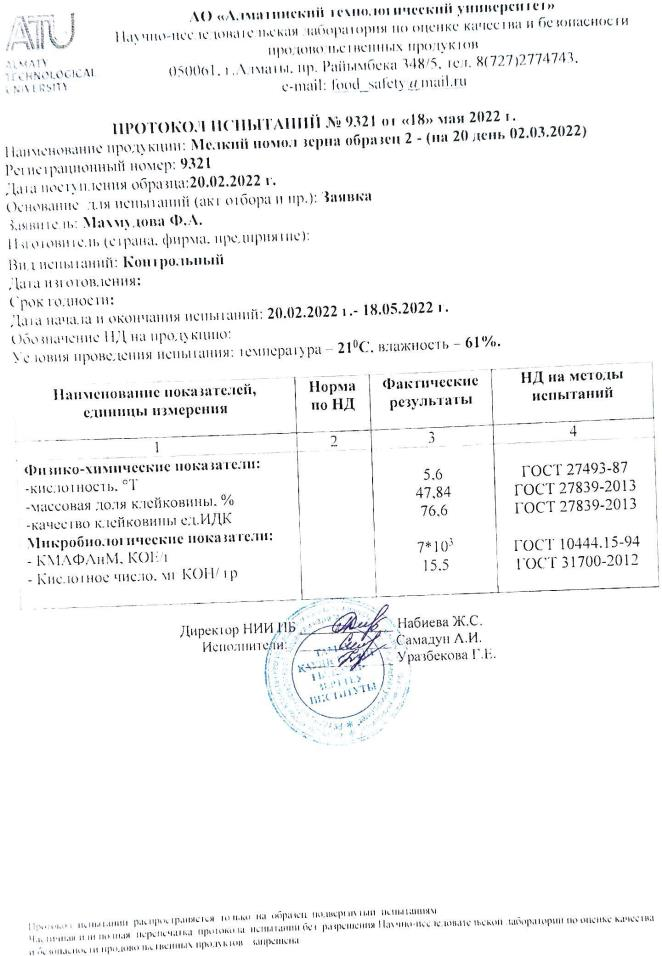 ATU
ALMATY
TECHNOLOGICAL
UNIVERSITY
АО «Алматинский технологический университет»
Научно-исследовательская лаборатория по оценке качества и безопасности
продовольственных продуктов
050061, г.Алматы, пр. Райымбека 348/5, тел. 8(727)2774743,
e-mail: food_safety@mail.ru
ПРОТОКОЛ ИСПЫТАНИЙ № 9321 от «18» мая 2022 г.
Наименование продукции: Мелкий помол зерна образец 2 - (на 20 день 02.03.2022)
Регистрационный номер: 9321
Дата поступления образца:20.02.2022 г.
Основание для испытаний (акт отбора и пр.): Заявка
Заявитель: Махмудова Ф.А.
Изготовитель (страна, фирма, предприятие):
Вид испытаний: Контрольный
Дата изготовления:
Срок годности:
Дата начала и окончания испытаний: 20.02.2022 г.- 18.05.2022 г.
Обозначение НД на продукцию:
Условия проведения испытания: температура – 21⁰С, влажность – 61%.
Наименование показателей, единицы измерения | Норма по НД | Фактические результаты | НД на методы испытаний
1 2 3 4
Физико-химические показатели:
-кислотность, °Т 5,6 ГОСТ 27493-87
-массовая доля клейковины, % 47,84 ГОСТ 27839-2013
-качество клейковины ед.ИДК 76,6 ГОСТ 27839-2013
Микробиологические показатели:
- КМАФАнМ, КОЕ/г 7*10³ ГОСТ 10444.15-94
- Кислотное число, мг КОН/ гр 15,5 ГОСТ 31700-2012
Директор НИИ ПБ Набиева Ж.С.
Исполнители: Самадун А.И.
Уразбекова Г.Е.
ЗЕРТТЕУ
ИНСТИТУТЫ
Протокол испытаний распространяется только на образец, подвергнутый испытаниям
Частичная или полная перепечатка протокола испытаний без разрешения Научно-исследовательской лаборатории по оценке качества
и безопасности продовольственных продуктов запрещена